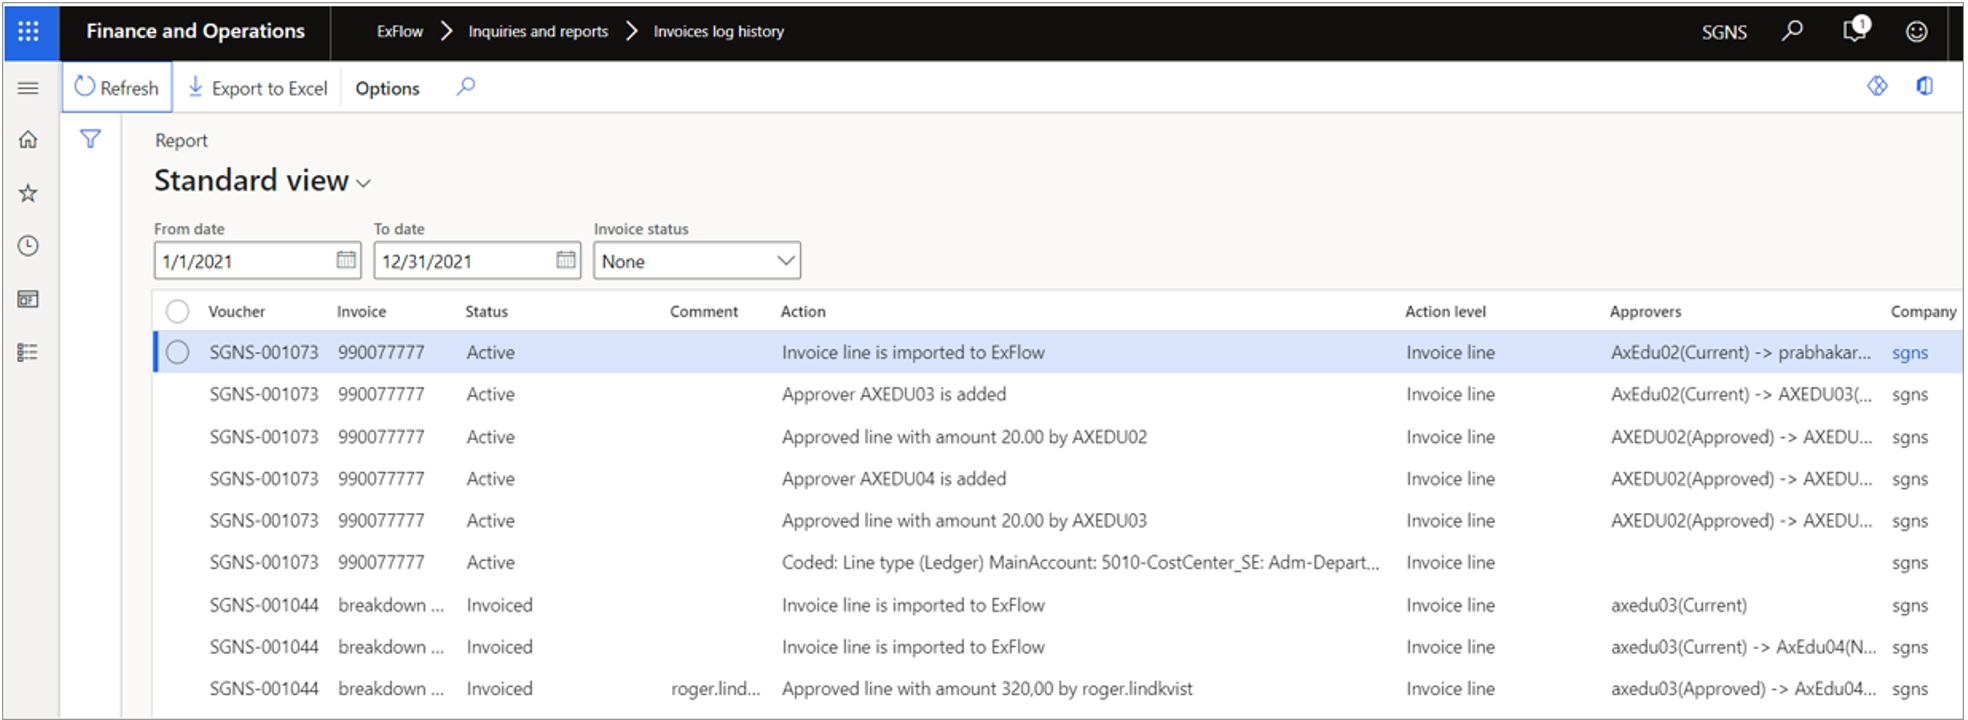 Finance and Operations ExFlow Inquiries and reports Invoices log history SGNS 1
Refresh Export to Excel Options
Report
Standard view
From date To date Invoice status
1/1/2021 12/31/2021 None
Voucher Invoice Status Comment Action Action level Approvers Company
SGNS-001073 990077777 Active Invoice line is imported to ExFlow Invoice line AxEdu02(Current) -> prabhakar... sgns
SGNS-001073 990077777 Active Approver AXEDU03 is added Invoice line AxEdu02(Current) -> AXEDU03(... sgns
SGNS-001073 990077777 Active Approved line with amount 20.00 by AXEDU02 Invoice line AXEDU02(Approved) -> AXEDU... sgns
SGNS-001073 990077777 Active Approver AXEDU04 is added Invoice line AXEDU02(Approved) -> AXEDU... sgns
SGNS-001073 990077777 Active Approved line with amount 20.00 by AXEDU03 Invoice line AXEDU02(Approved) -> AXEDU... sgns
SGNS-001073 990077777 Active Coded: Line type (Ledger) MainAccount: 5010-CostCenter_SE: Adm-Depart... Invoice line sgns
SGNS-001044 breakdown ... Invoiced Invoice line is imported to ExFlow Invoice line axedu03(Current) sgns
SGNS-001044 breakdown ... Invoiced Invoice line is imported to ExFlow Invoice line axedu03(Current) -> AxEdu04(N... sgns
SGNS-001044 breakdown ... Invoiced roger.lind... Approved line with amount 320,00 by roger.lindkvist Invoice line axedu03(Approved) -> AxEdu04... sgns